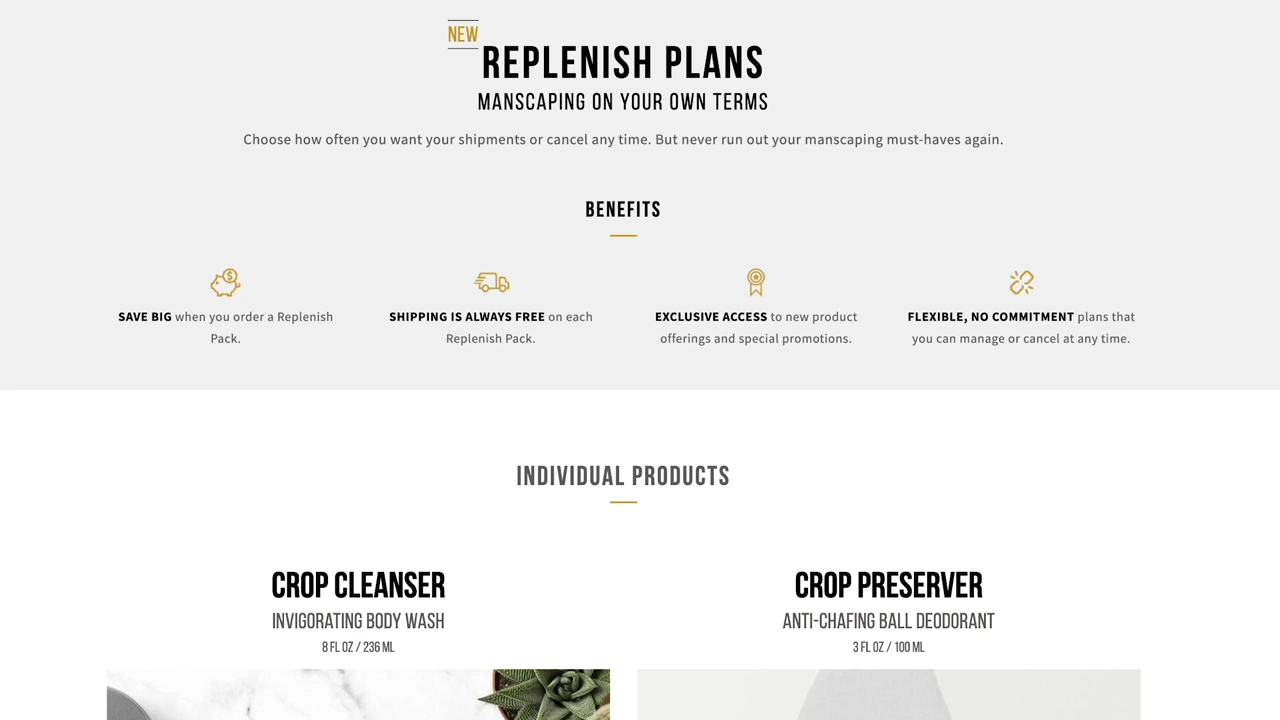 NEW
REPLENISH PLANS
MANSCAPING ON YOUR OWN TERMS
Choose how often you want your shipments or cancel any time. But never run out your manscaping must-haves again.
BENEFITS
$
SAVE BIG when you order a Replenish
Pack.
SHIPPING IS ALWAYS FREE on each
Replenish Pack.
EXCLUSIVE ACCESS to new product
offerings and special promotions.
FLEXIBLE, NO COMMITMENT plans that
you can manage or cancel at any time.
INDIVIDUAL PRODUCTS
CROP CLEANSER
INVIGORATING BODY WASH
8 FL OZ / 236 ML
CROP PRESERVER
ANTI-CHAFING BALL DEODORANT
3 FL OZ / 100 ML